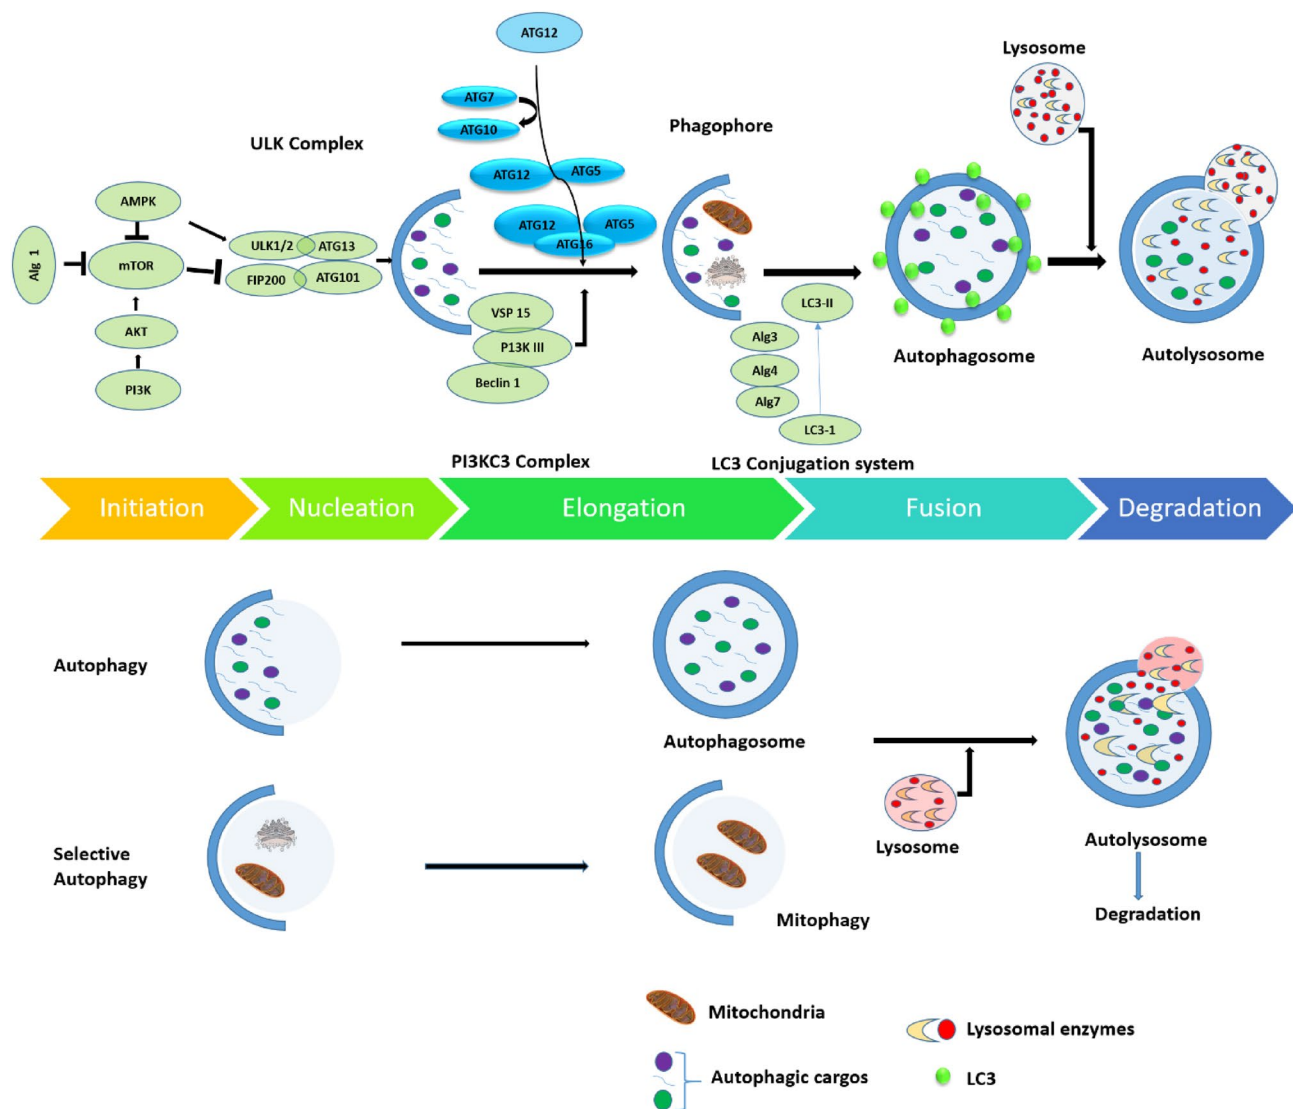 ATG12
Lysosome
ATG7
ATG10
Phagophore
ULK Complex
ATG12
ATG5
AMPK
ULK1/2
ATG13
ATG12
ATG5
ATG16
Alg 1
mTOR
FIP200
ATG101
LC3-II
VSP 15
AKT
P13K III
Alg3
Autophagosome
Autolysosome
Alg4
PI3K
Beclin 1
Alg7
LC3-1
PI3KC3 Complex
LC3 Conjugation system
Initiation
Nucleation
Elongation
Fusion
Degradation
Autophagy
Autophagosome
Selective
Autophagy
Lysosome
Autolysosome
Mitophagy
Degradation
Mitochondria
Lysosomal enzymes
Autophagic cargos
LC3